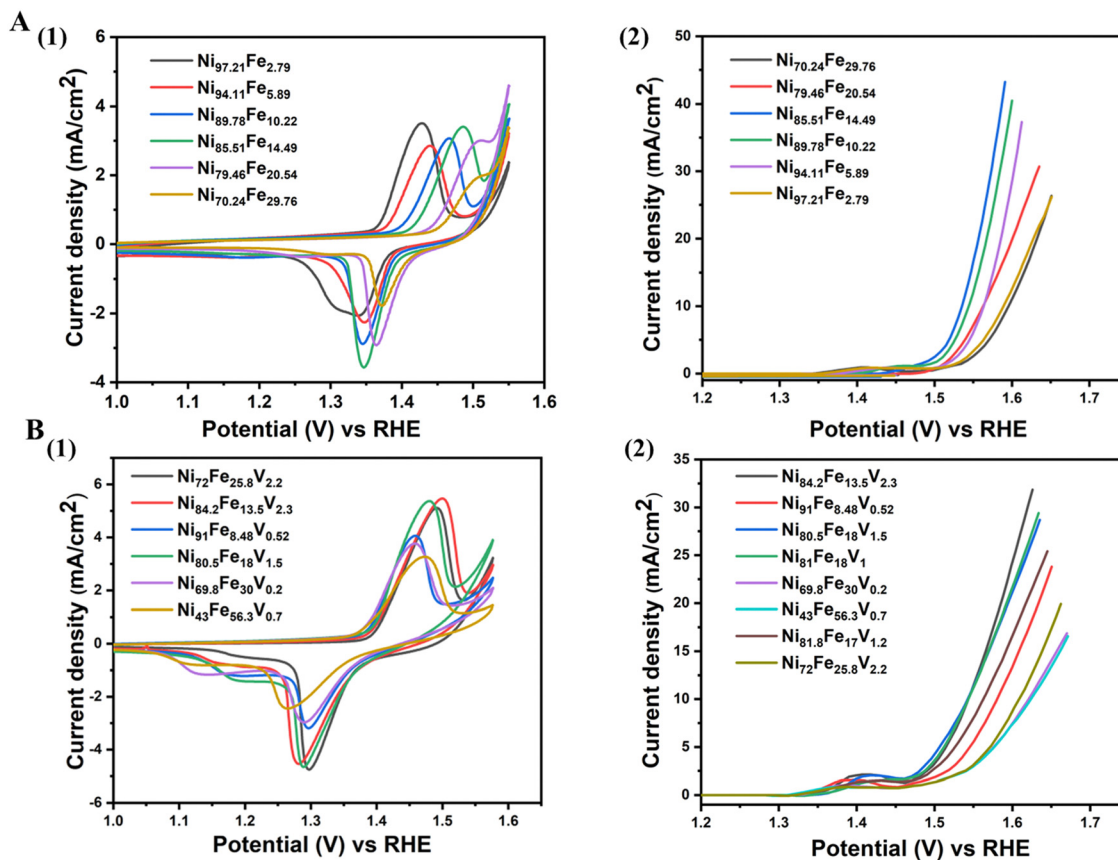 A
(1)
6
4
2
0
-2
-4
Current density (mA/cm²)
Ni₉₇.₂₁Fe₂.₇₉
Ni₉₄.₁₁Fe₅.₈₉
Ni₈₉.₇₈Fe₁₀.₂₂
Ni₈₅.₅₁Fe₁₄.₄₉
Ni₇₉.₄₆Fe₂₀.₅₄
Ni₇₀.₂₄Fe₂₉.₇₆
1.0 1.1 1.2 1.3 1.4 1.5 1.6
Potential (V) vs RHE
(2)
50
40
30
20
10
0
Current density (mA/cm²)
Ni₇₀.₂₄Fe₂₉.₇₆
Ni₇₉.₄₆Fe₂₀.₅₄
Ni₈₅.₅₁Fe₁₄.₄₉
Ni₈₉.₇₈Fe₁₀.₂₂
Ni₉₄.₁₁Fe₅.₈₉
Ni₉₇.₂₁Fe₂.₇₉
1.2 1.3 1.4 1.5 1.6 1.7
Potential (V) vs RHE
B
(1)
6
4
2
0
-2
-4
-6
Current density (mA/cm²)
Ni₇₂Fe₂₅.₈V₂.₂
Ni₈₄.₂Fe₁₃.₅V₂.₃
Ni₉₁Fe₈.₄₈V₀.₅₂
Ni₈₀.₅Fe₁₈V₁.₅
Ni₆₉.₈Fe₃₀V₀.₂
Ni₄₃Fe₅₆.₃V₀.₇
1.0 1.1 1.2 1.3 1.4 1.5 1.6
Potential (V) vs RHE
(2)
35
30
25
20
15
10
5
0
Current density (mA/cm²)
Ni₈₄.₂Fe₁₃.₅V₂.₃
Ni₉₁Fe₈.₄₈V₀.₅₂
Ni₈₀.₅Fe₁₈V₁.₅
Ni₈₁Fe₁₈V₁
Ni₆₉.₈Fe₃₀V₀.₂
Ni₄₃Fe₅₆.₃V₀.₇
Ni₈₁.₈Fe₁₇V₁.₂
Ni₇₂Fe₂₅.₈V₂.₂
1.2 1.3 1.4 1.5 1.6 1.7
Potential (V) vs RHE